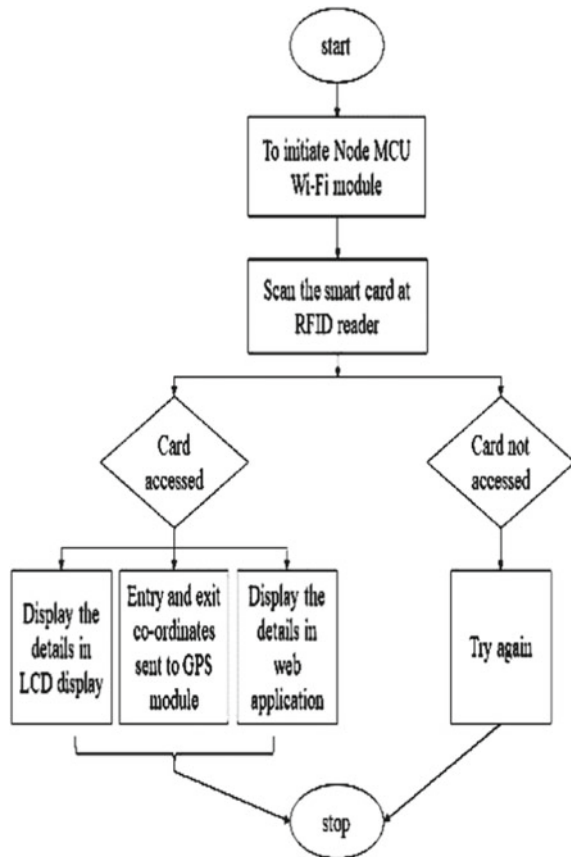 start
To initiate Node MCU
Wi-Fi module
Scan the smart card at
RFID reader
Card
accessed
Card not
accessed
Display the
details in
LCD display
Entry and exit
co-ordinates
sent to GPS
module
Display the
details in
web
application
Try again
stop